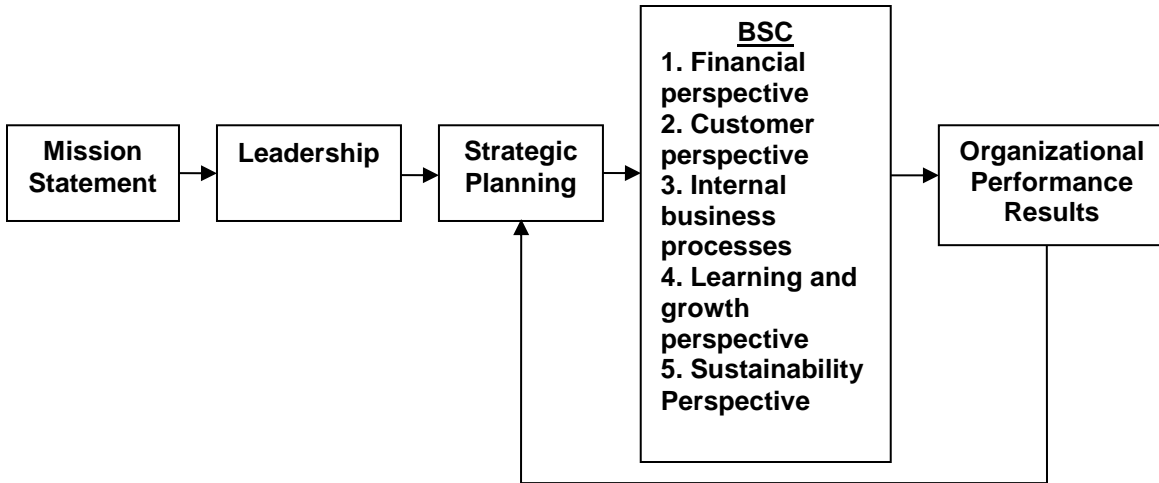 Mission
Statement
Leadership
Strategic
Planning
BSC
1. Financial
perspective
2. Customer
perspective
3. Internal
business
processes
4. Learning and
growth
perspective
5. Sustainability
Perspective
Organizational
Performance
Results